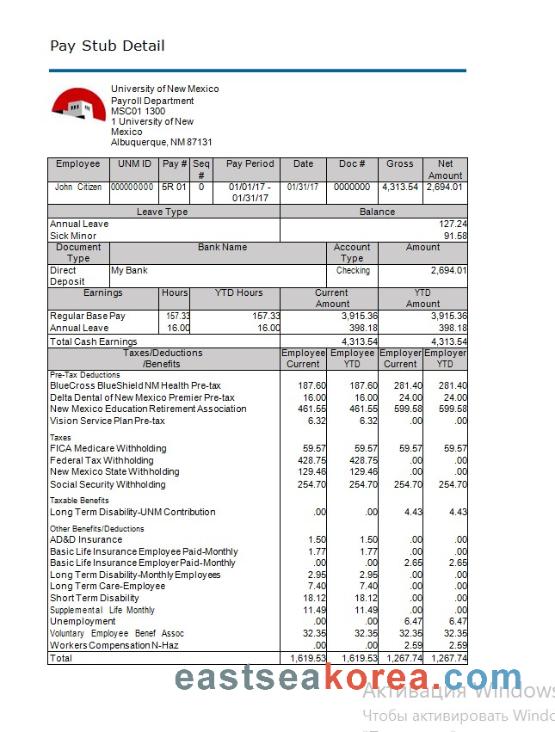 Pay Stub Detail
University of New Mexico
Payroll Department
MSC01 1300
1 University of New
Mexico
Albuquerque, NM 87131
Employee UNM ID Pay # Seq # Pay Period Date Doc # Gross Net Amount
John Citizen 000000000 5R 01 0 01/01/17 - 01/31/17 01/31/17 0000000 4,313.54 2,694.01
Leave Type Balance
Annual Leave 127.24
Sick Minor 91.58
Document Type Bank Name Account Type Amount
Direct Deposit My Bank Checking 2,694.01
Earnings Hours YTD Hours Current Amount YTD Amount
Regular Base Pay 157.33 157.33 3,915.36 3,915.36
Annual Leave 16.00 16.00 398.18 398.18
Total Cash Earnings 4,313.54 4,313.54
Taxes/Deductions /Benefits Employee Current Employee YTD Employer Current Employer YTD
Pre-Tax Deductions
BlueCross BlueShield NM Health Pre-tax 187.60 187.60 281.40 281.40
Delta Dental of New Mexico Premier Pre-tax 16.00 16.00 24.00 24.00
New Mexico Education Retirement Association 461.55 461.55 599.58 599.58
Vision Service Plan Pre-tax 6.32 6.32 .00 .00
Taxes
FICA Medicare Withholding 59.57 59.57 59.57 59.57
Federal Tax Withholding 428.75 428.75 .00 .00
New Mexico State Withholding 129.46 129.46 .00 .00
Social Security Withholding 254.70 254.70 254.70 254.70
Taxable Benefits
Long Term Disability-UNM Contribution .00 .00 4.43 4.43
Other Benefits/Deductions
AD&D Insurance 1.50 1.50 .00 .00
Basic Life Insurance Employee Paid-Monthly 1.77 1.77 .00 .00
Basic Life Insurance Employer Paid-Monthly .00 .00 2.65 2.65
Long Term Disability-Monthly Employees 2.95 2.95 .00 .00
Long Term Care-Employee 7.40 7.40 .00 .00
Short Term Disability 18.12 18.12 .00 .00
Supplemental Life Monthly 11.49 11.49 .00 .00
Unemployment .00 .00 6.47 6.47
Voluntary Employee Benef Assoc 32.35 32.35 32.35 32.35
Workers Compensation N-Haz .00 .00 2.59 2.59
Total 1,619.53 1,619.53 1,267.74 1,267.74
eastseakorea.com
Активация Windows
Чтобы активировать Windo